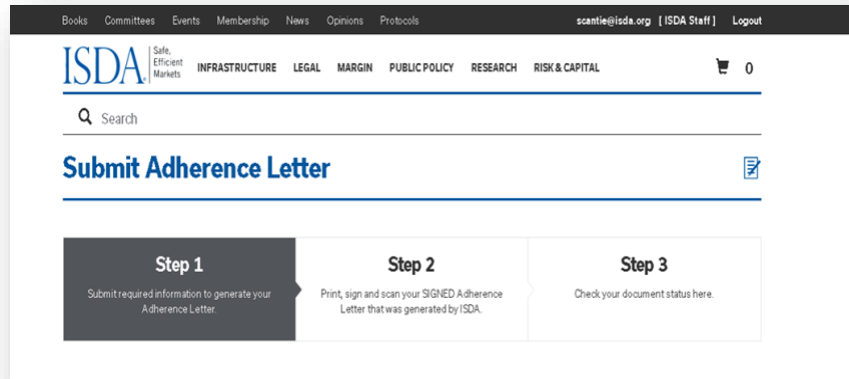 Books Committees Events Membership News Opinions Protocols scantie@isda.org [ ISDA Staff ] Logout
ISDA® Safe,
Efficient
Markets
INFRASTRUCTURE LEGAL MARGIN PUBLIC POLICY RESEARCH RISK & CAPITAL 0
Search
Submit Adherence Letter
Step 1
Submit required information to generate your
Adherence Letter.
Step 2
Print, sign and scan your SIGNED Adherence
Letter that was generated by ISDA.
Step 3
Check your document status here.